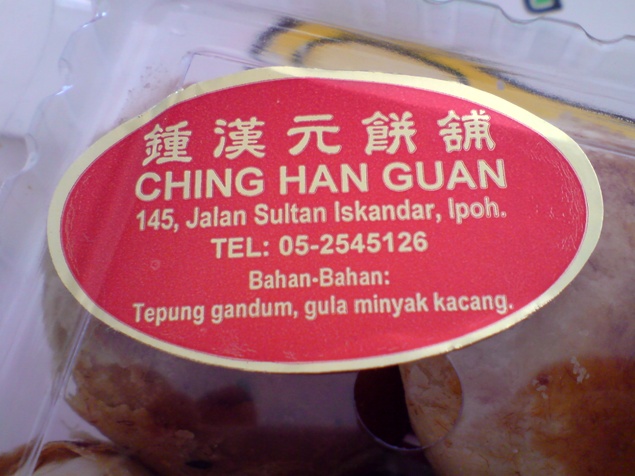 鍾漢元餅舖
CHING HAN GUAN
145, Jalan Sultan Iskandar, Ipoh.
TEL: 05-2545126
Bahan-Bahan:
Tepung gandum, gula minyak kacang.